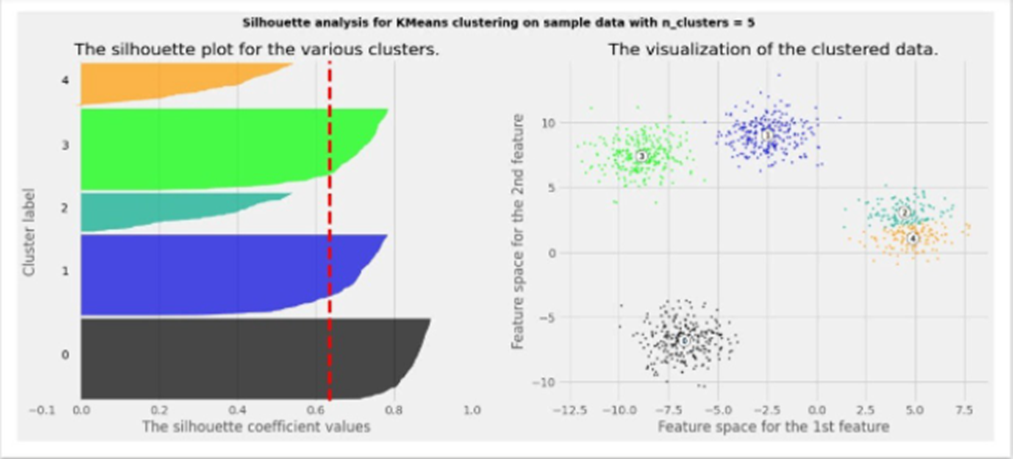 Silhouette analysis for KMeans clustering on sample data with n_clusters = 5
The silhouette plot for the various clusters.
4
3
2
1
0
Cluster label
-0.1 0.0 0.2 0.4 0.6 0.8 1.0
The silhouette coefficient values
The visualization of the clustered data.
10
5
0
−5
−10
Feature space for the 2nd feature
3
1
2
4
0
−12.5 −10.0 −7.5 −5.0 −2.5 0.0 2.5 5.0 7.5
Feature space for the 1st feature